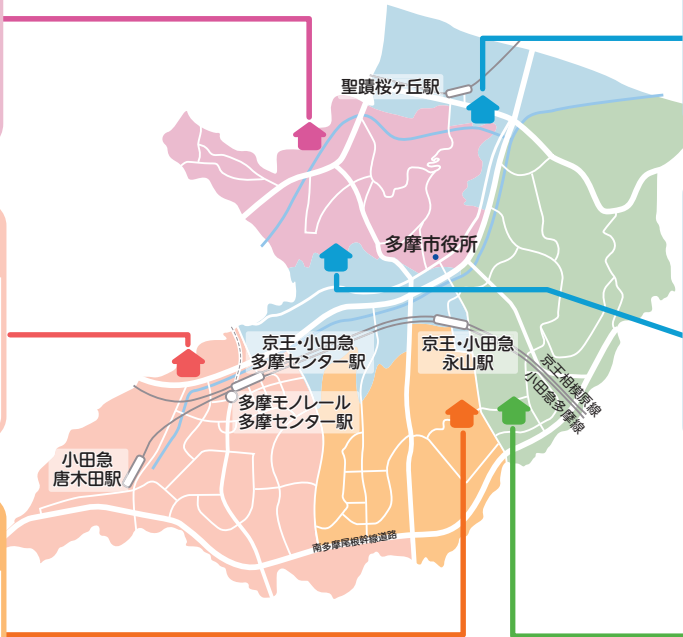 聖蹟桜ヶ丘駅
多摩市役所
京王・小田急
多摩センター駅
京王・小田急
永山駅
京王相模原線
小田急多摩線
多摩モノレール
多摩センター駅
小田急
唐木田駅
南多摩尾根幹線道路